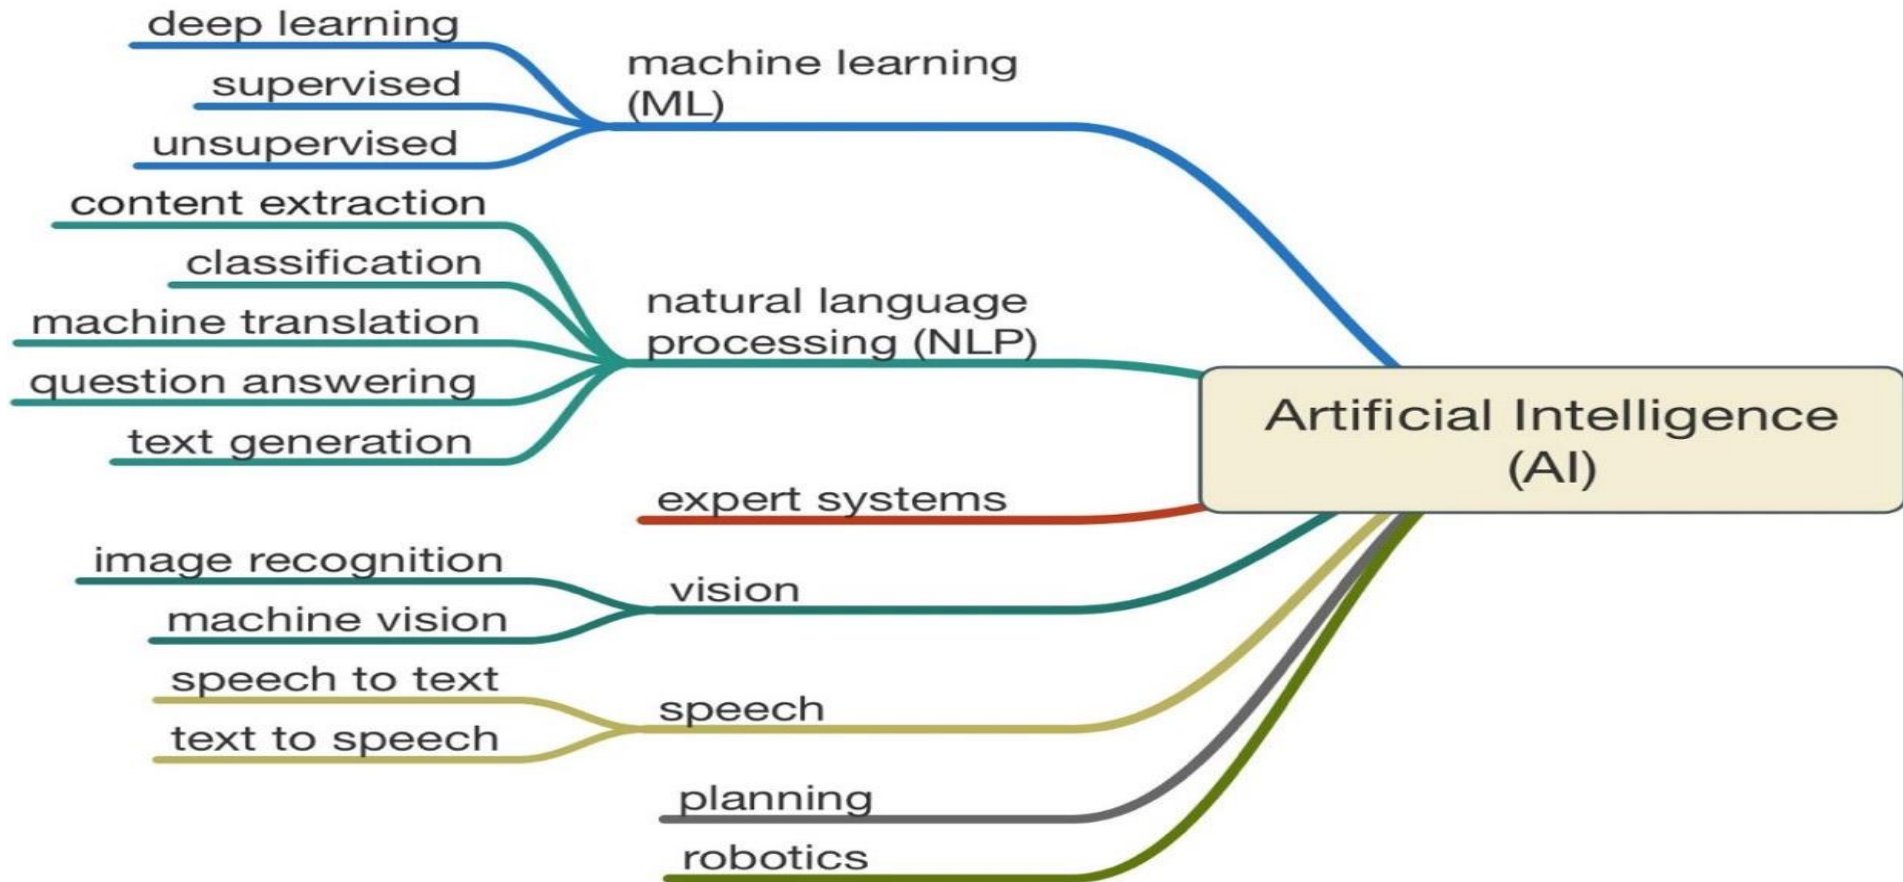 deep learning
supervised
unsupervised
machine learning
(ML)
content extraction
classification
machine translation
question answering
text generation
natural language
processing (NLP)
expert systems
image recognition
machine vision
vision
speech to text
text to speech
speech
planning
robotics
Artificial Intelligence
(AI)